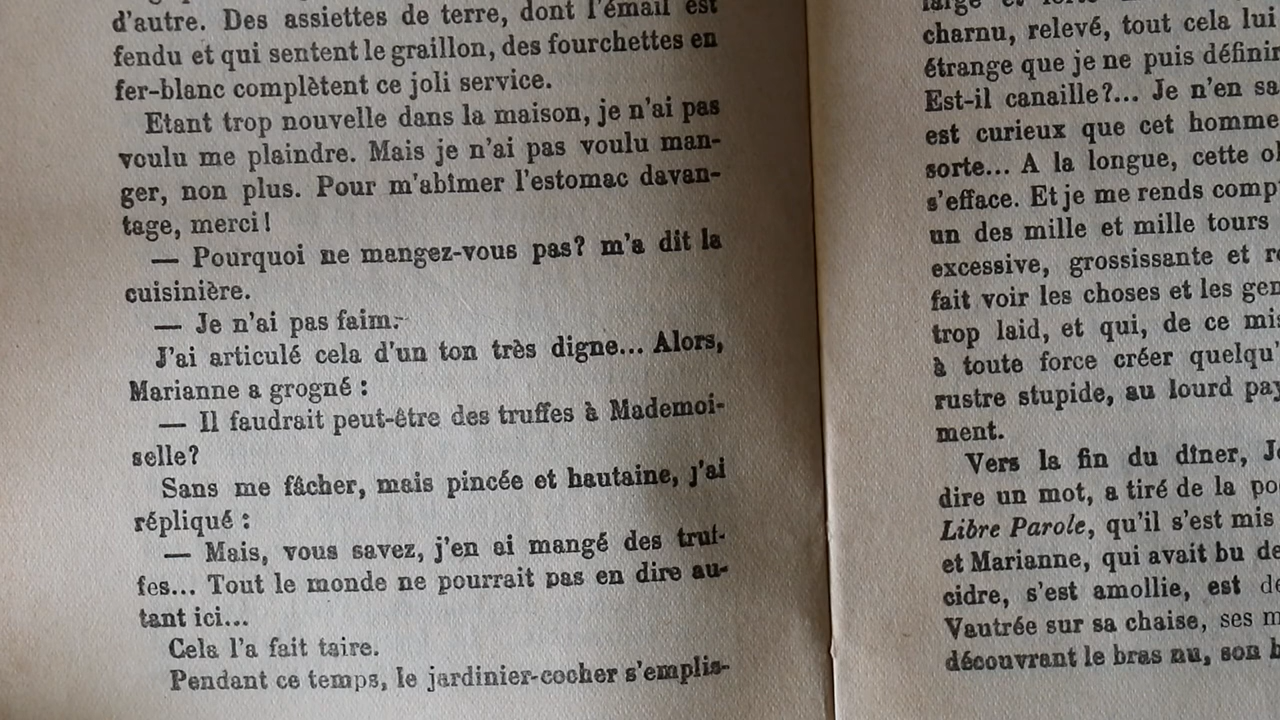 d'autre. Des assiettes de terre, dont l'émail est
fendu et qui sentent le graillon, des fourchettes en
fer-blanc complètent ce joli service.
Etant trop nouvelle dans la maison, je n'ai pas
voulu me plaindre. Mais je n'ai pas voulu man-
ger, non plus. Pour m'abîmer l'estomac davan-
tage, merci!
— Pourquoi ne mangez-vous pas? m'a dit la
cuisinière.
— Je n'ai pas faim.
J'ai articulé cela d'un ton très digne... Alors,
Marianne a grogné :
— Il faudrait peut-être des truffes à Mademoi-
selle?
Sans me fâcher, mais pincée et hautaine, j'ai
répliqué :
— Mais, vous savez, j'en ai mangé des truf-
fes... Tout le monde ne pourrait pas en dire au-
tant ici...
Cela l'a fait taire.
Pendant ce temps, le jardinier-cocher s'emplis-
charnu, relevé, tout cela lui
étrange que je ne puis définir
Est-il canaille?... Je n'en sa
est curieux que cet homme
sorte... A la longue, cette
s'efface. Et je me rends comp
un des mille et mille tours
excessive, grossissante et
fait voir les choses et les gen
trop laid, et qui, de ce mis
à toute force créer quelqu'
rustre stupide, au lourd pay
ment.
Vers la fin du dîner,
dire un mot, a tiré de la po
Libre Parole, qu'il s'est mis
et Marianne, qui avait bu de
cidre, s'est amollie, est de
Vautrée sur sa chaise, ses m
découvrant le bras nu, son